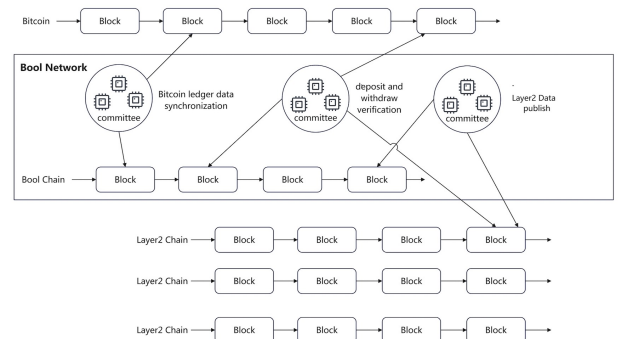 Bitcoin Block Block Block Block Block
Bool Network
Bitcoin ledger data
synchronization
committee
deposit and
withdraw
verification
committee
Layer2 Data
publish
committee
Bool Chain Block Block Block Block
Layer2 Chain Block Block Block Block
Layer2 Chain Block Block Block Block
Layer2 Chain Block Block Block Block